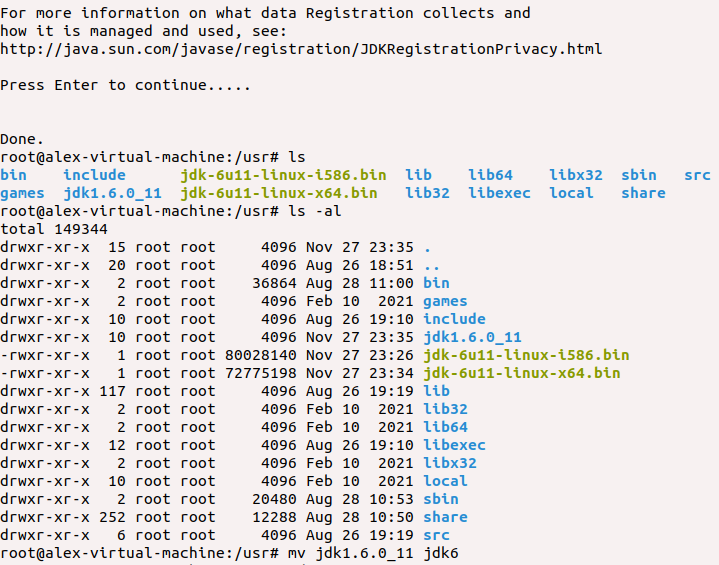 For more information on what data Registration collects and
how it is managed and used, see:
http://java.sun.com/javase/registration/JDKRegistrationPrivacy.html
Press Enter to continue.....
Done.
root@alex-virtual-machine:/usr# ls
bin include jdk-6u11-linux-i586.bin lib lib64 libx32 sbin src
games jdk1.6.0_11 jdk-6u11-linux-x64.bin lib32 libexec local share
root@alex-virtual-machine:/usr# ls -al
total 149344
drwxr-xr-x 15 root root 4096 Nov 27 23:35 .
drwxr-xr-x 20 root root 4096 Aug 26 18:51 ..
drwxr-xr-x 2 root root 36864 Aug 28 11:00 bin
drwxr-xr-x 2 root root 4096 Feb 10 2021 games
drwxr-xr-x 10 root root 4096 Aug 26 19:10 include
drwxr-xr-x 10 root root 4096 Nov 27 23:35 jdk1.6.0_11
-rwxr-xr-x 1 root root 80028140 Nov 27 23:26 jdk-6u11-linux-i586.bin
-rwxr-xr-x 1 root root 72775198 Nov 27 23:34 jdk-6u11-linux-x64.bin
drwxr-xr-x 117 root root 4096 Aug 26 19:19 lib
drwxr-xr-x 2 root root 4096 Feb 10 2021 lib32
drwxr-xr-x 2 root root 4096 Feb 10 2021 lib64
drwxr-xr-x 12 root root 4096 Aug 26 19:10 libexec
drwxr-xr-x 2 root root 4096 Feb 10 2021 libx32
drwxr-xr-x 10 root root 4096 Feb 10 2021 local
drwxr-xr-x 2 root root 20480 Aug 28 10:53 sbin
drwxr-xr-x 252 root root 12288 Aug 28 10:50 share
drwxr-xr-x 6 root root 4096 Aug 26 19:19 src
root@alex-virtual-machine:/usr# mv jdk1.6.0_11 jdk6